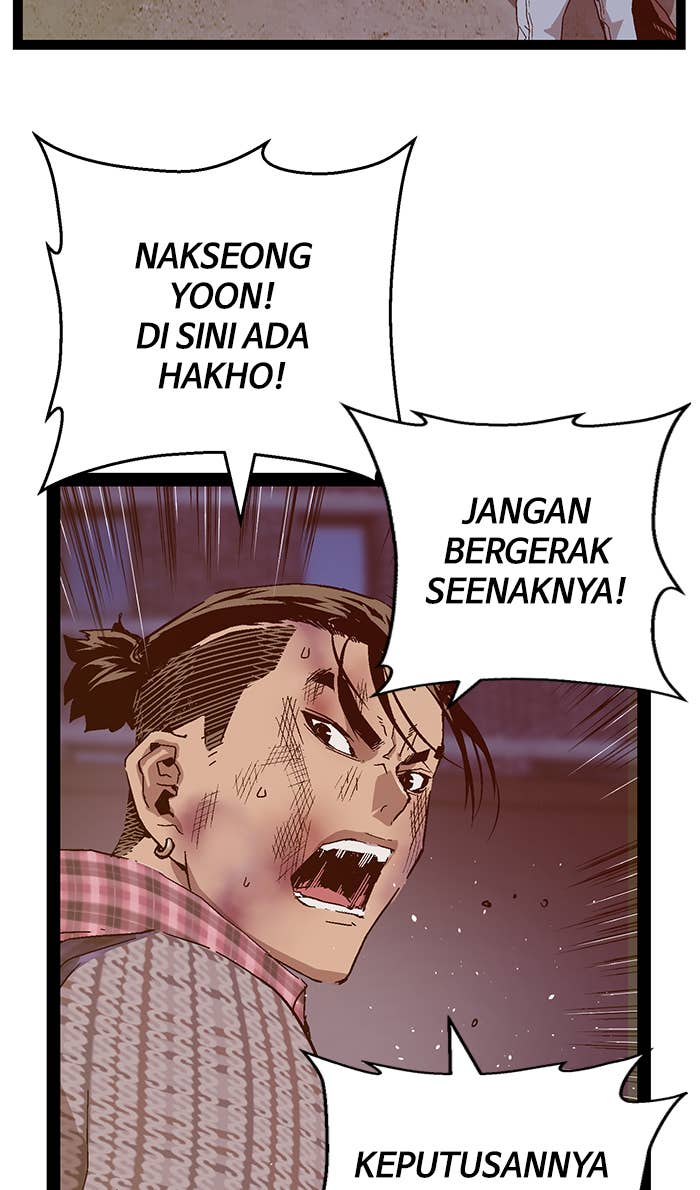 NAKSEONG
YOON!
DI SINI ADA
HAKHO!
JANGAN
BERGERAK
SEENAKNYA!
KEPUTUSANNYA